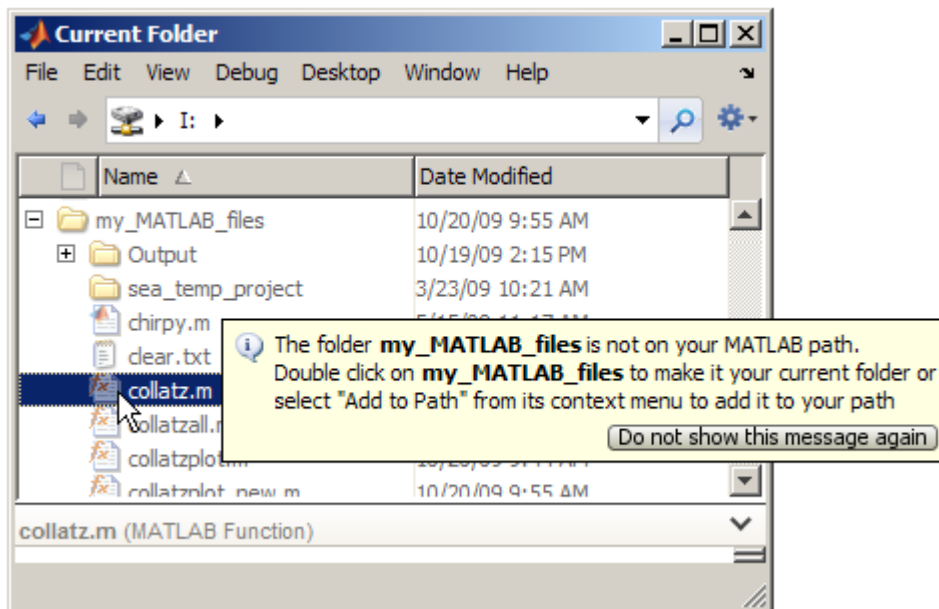 Current Folder
File Edit View Debug Desktop Window Help
I:
Name Date Modified
my_MATLAB_files 10/20/09 9:55 AM
Output 10/19/09 2:15 PM
sea_temp_project 3/23/09 10:21 AM
chirpy.m
The folder my_MATLAB_files is not on your MATLAB path.
clear.txt
Double click on my_MATLAB_files to make it your current folder or
collatz.m
select "Add to Path" from its context menu to add it to your path
Do not show this message again
collatzplot.m
collatzplot_new.m 10/20/09 9:55 AM
collatz.m (MATLAB Function)